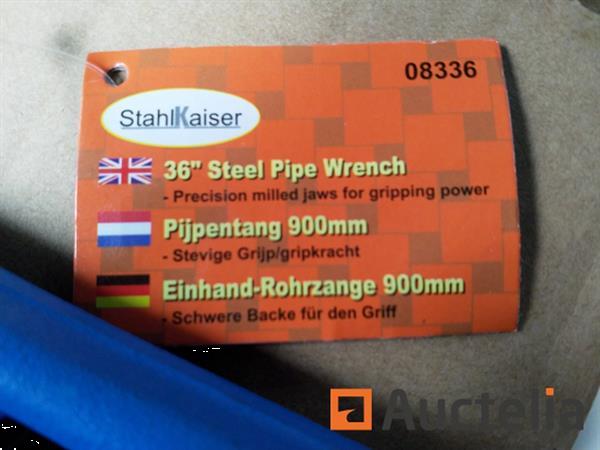 08336
StahlKaiser
36" Steel Pipe Wrench
- Precision milled jaws for gripping power
Pijpentang 900mm
- Stevige Grijp/gripkracht
Einhand-Rohrzange 900mm
- Schwere Backe für den Griff
Auctelia